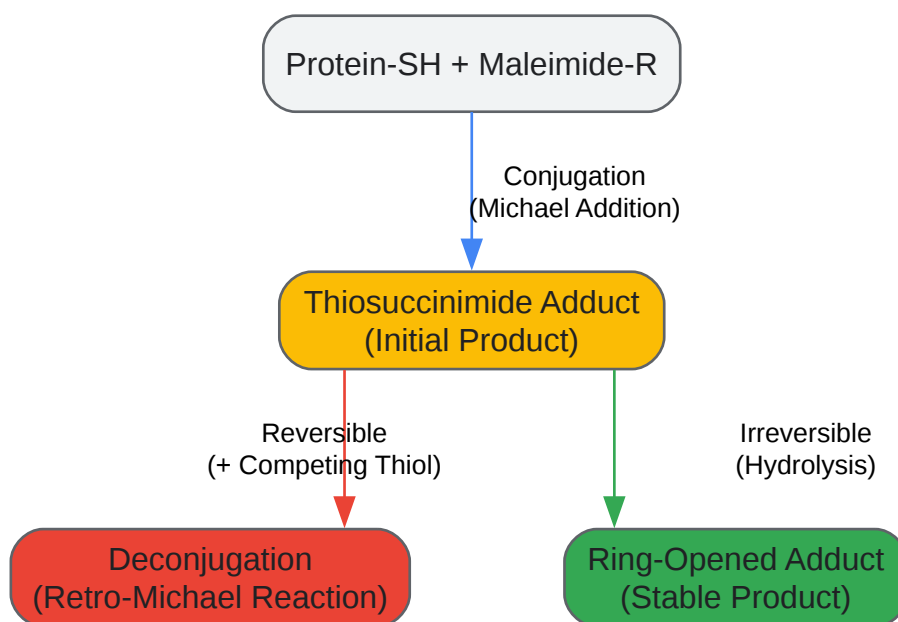 Protein-SH + Maleimide-R
Conjugation
(Michael Addition)
Thiosuccinimide Adduct
(Initial Product)
Reversible
(+ Competing Thiol)
Irreversible
(Hydrolysis)
Deconjugation
(Retro-Michael Reaction)
Ring-Opened Adduct
(Stable Product)